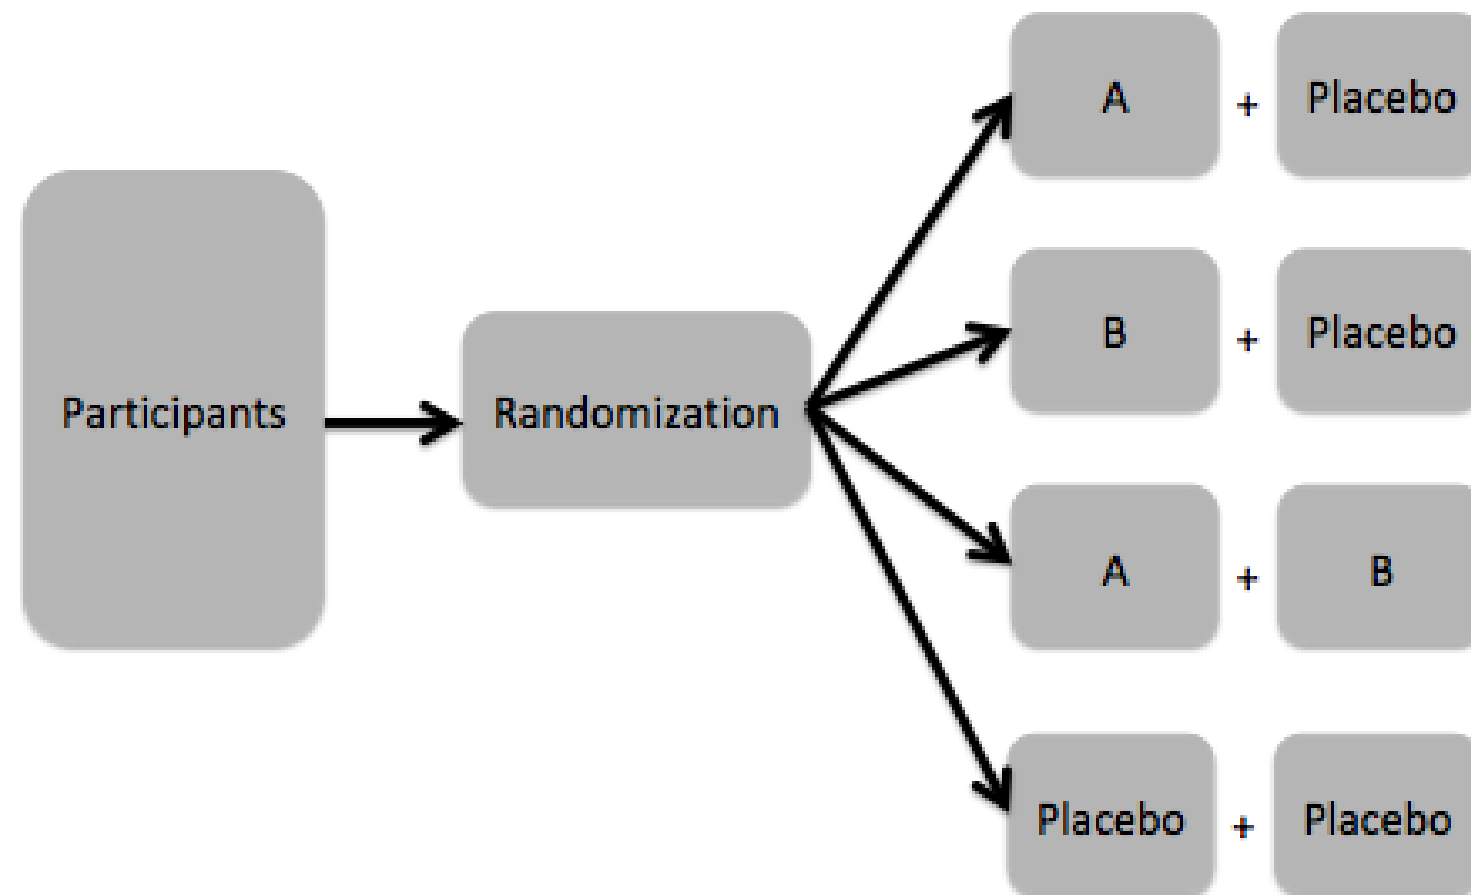 A + Placebo
B + Placebo
Participants
Randomization
A + B
Placebo + Placebo